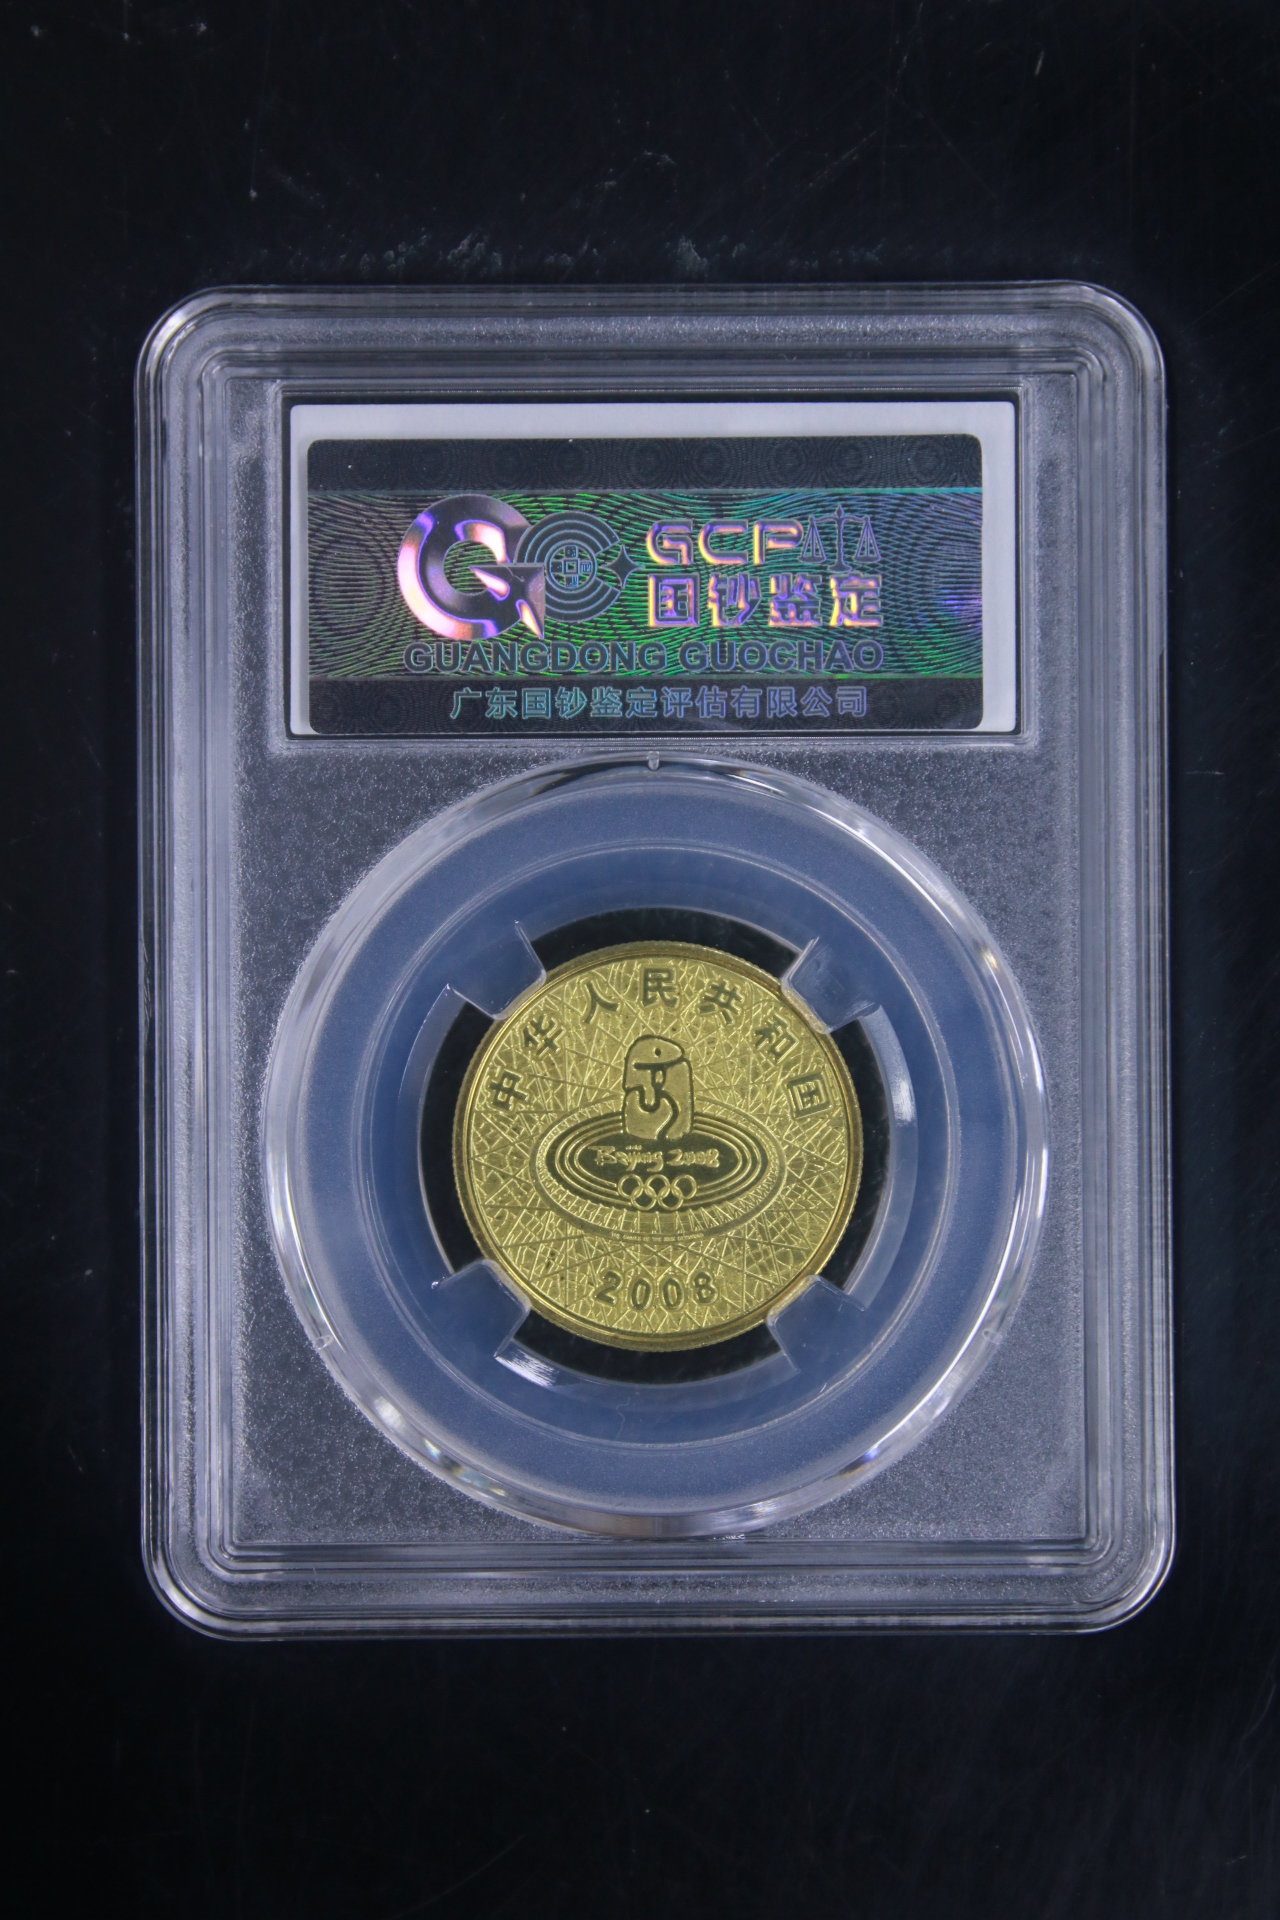 GCP
国钞鉴定
GUANGDONG GUOCHAO
广东国钞鉴定评估有限公司
中华人民共和国
Beijing 2008
2008